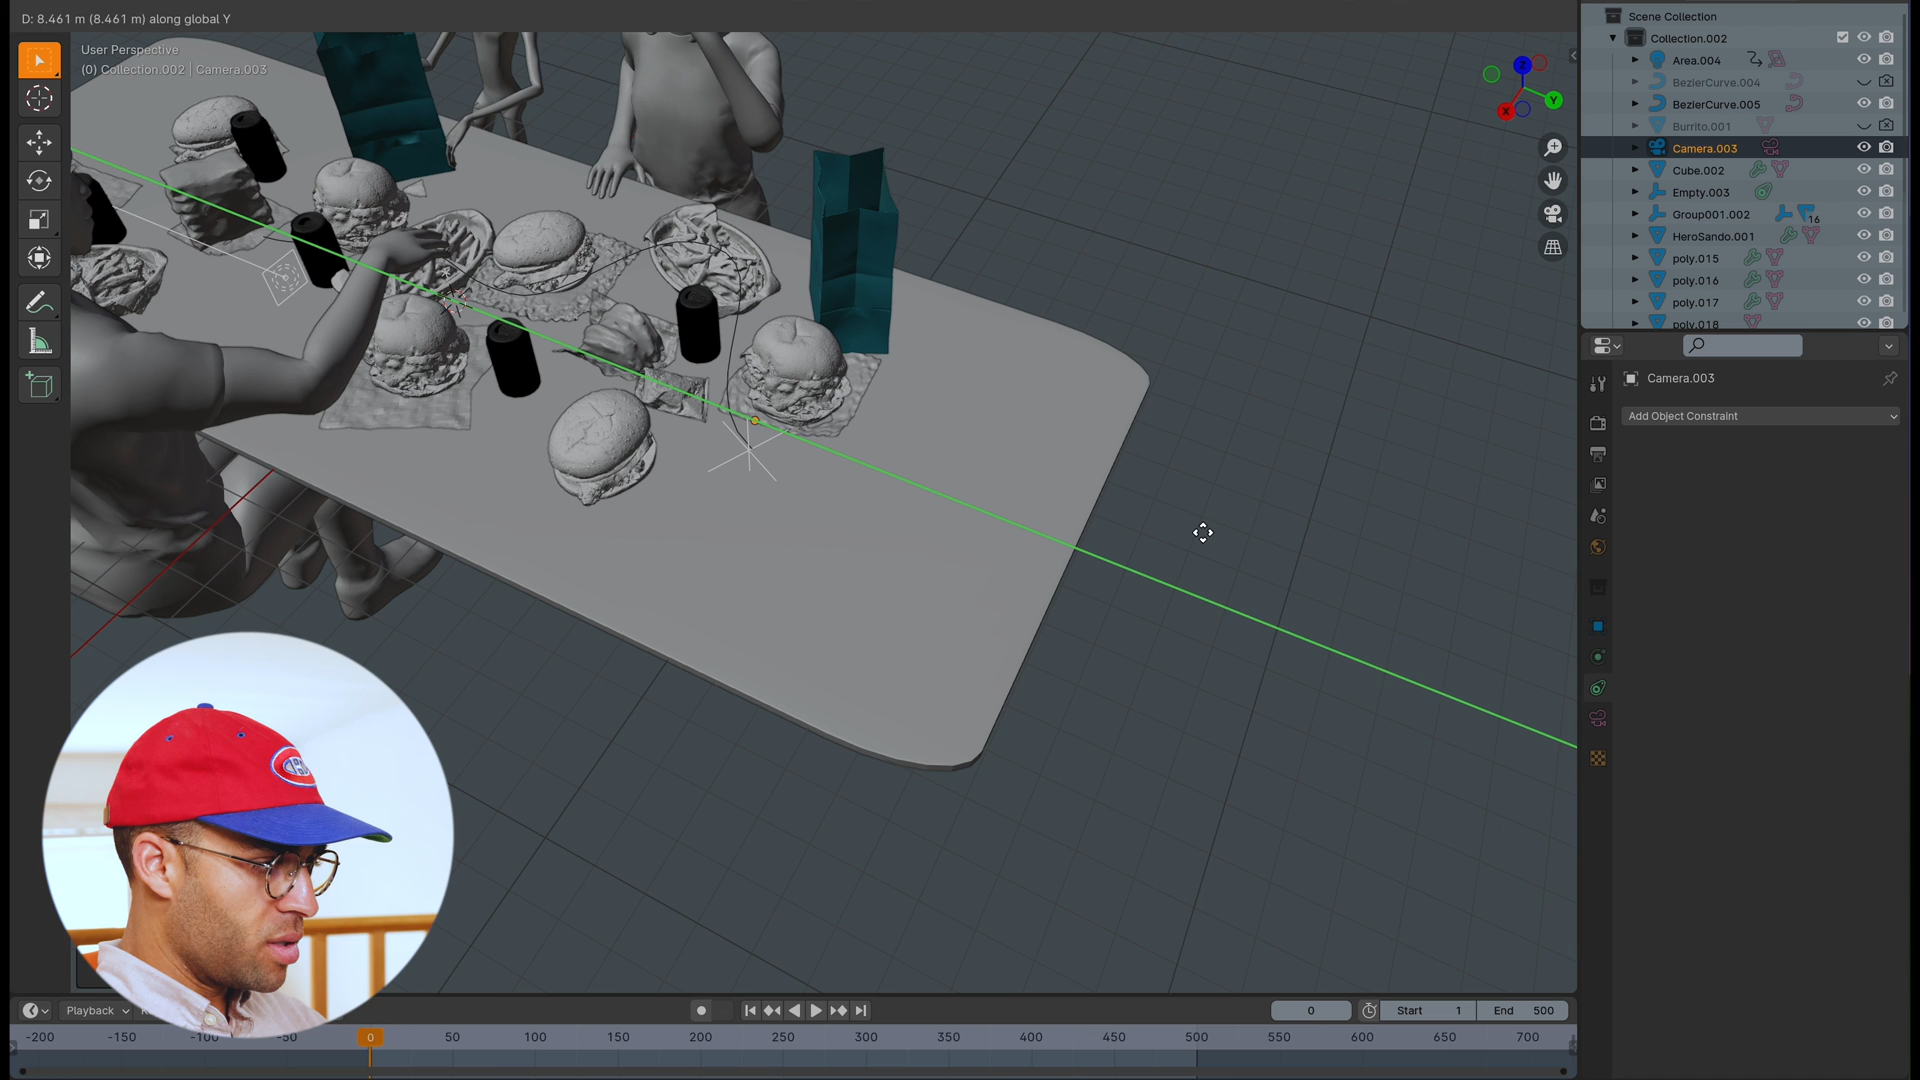 D: 8.461 m (8.461 m) along global Y
User Perspective
(0) Collection.002 | Camera.003
Z
Y
X
Scene Collection
Collection.002
Area.004
BezierCurve.004
BezierCurve.005
Burrito.001
Camera.003
Cube.002
Empty.003
Group001.002
16
HeroSando.001
poly.015
poly.016
poly.017
poly.018
Camera.003
Add Object Constraint
Playback
0
Start 1
End 500
-200 -150 -100 -50 0 50 100 150 200 250 300 350 400 450 500 550 600 650 700